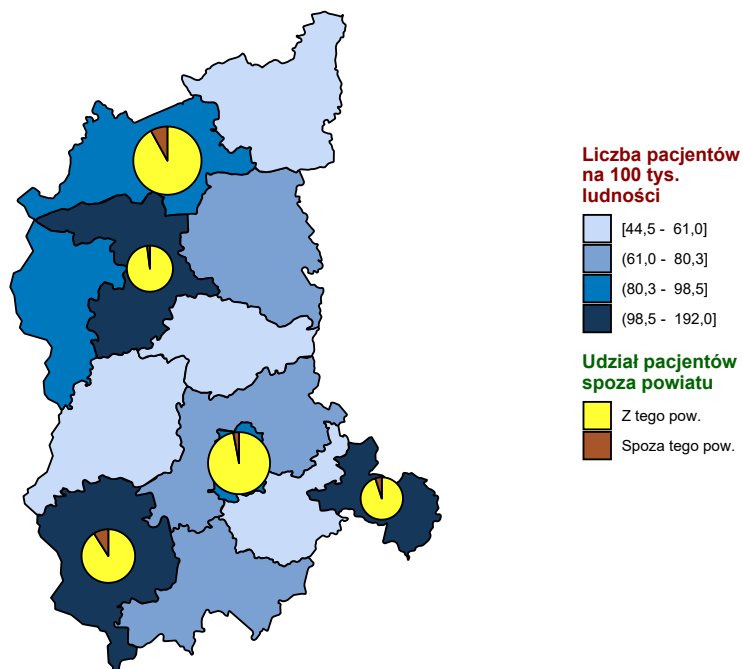 Liczba pacjentów
na 100 tys.
ludności
[44,5 - 61,0]
(61,0 - 80,3]
(80,3 - 98,5]
(98,5 - 192,0]
Udział pacjentów
spoza powiatu
Z tego pow.
Spoza tego pow.